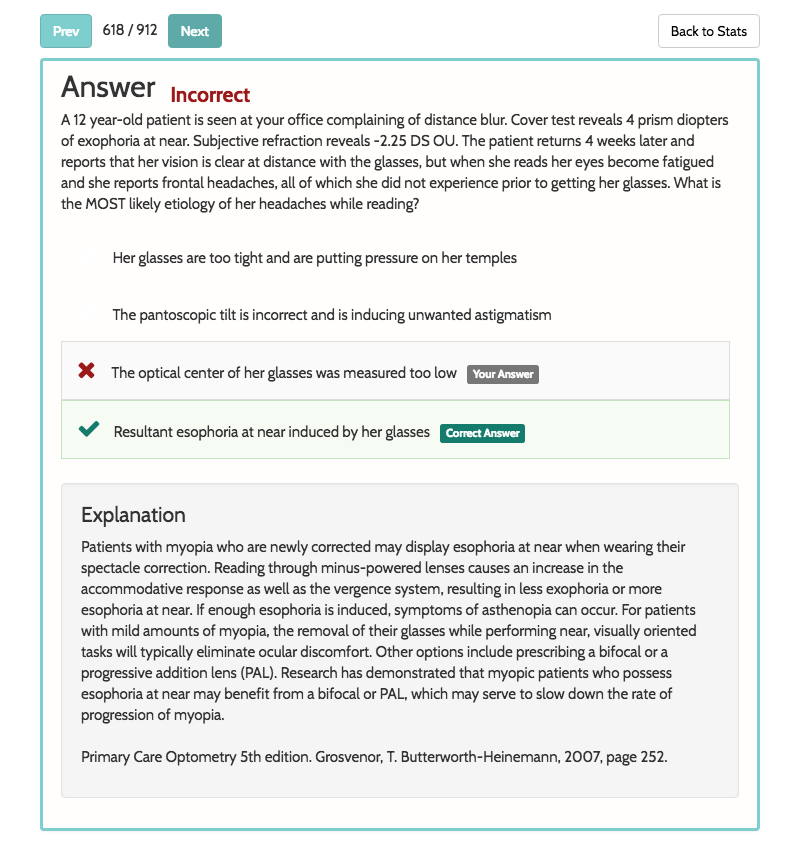 Prev 618 / 912 Next Back to Stats
Answer Incorrect
A 12 year-old patient is seen at your office complaining of distance blur. Cover test reveals 4 prism diopters
of exophoria at near. Subjective refraction reveals -2.25 DS OU. The patient returns 4 weeks later and
reports that her vision is clear at distance with the glasses, but when she reads her eyes become fatigued
and she reports frontal headaches, all of which she did not experience prior to getting her glasses. What is
the MOST likely etiology of her headaches while reading?
Her glasses are too tight and are putting pressure on her temples
The pantoscopic tilt is incorrect and is inducing unwanted astigmatism
The optical center of her glasses was measured too low Your Answer
Resultant esophoria at near induced by her glasses Correct Answer
Explanation
Patients with myopia who are newly corrected may display esophoria at near when wearing their
spectacle correction. Reading through minus-powered lenses causes an increase in the
accommodative response as well as the vergence system, resulting in less exophoria or more
esophoria at near. If enough esophoria is induced, symptoms of asthenopia can occur. For patients
with mild amounts of myopia, the removal of their glasses while performing near, visually oriented
tasks will typically eliminate ocular discomfort. Other options include prescribing a bifocal or a
progressive addition lens (PAL). Research has demonstrated that myopic patients who possess
esophoria at near may benefit from a bifocal or PAL, which may serve to slow down the rate of
progression of myopia.
Primary Care Optometry 5th edition. Grosvenor, T. Butterworth-Heinemann, 2007, page 252.